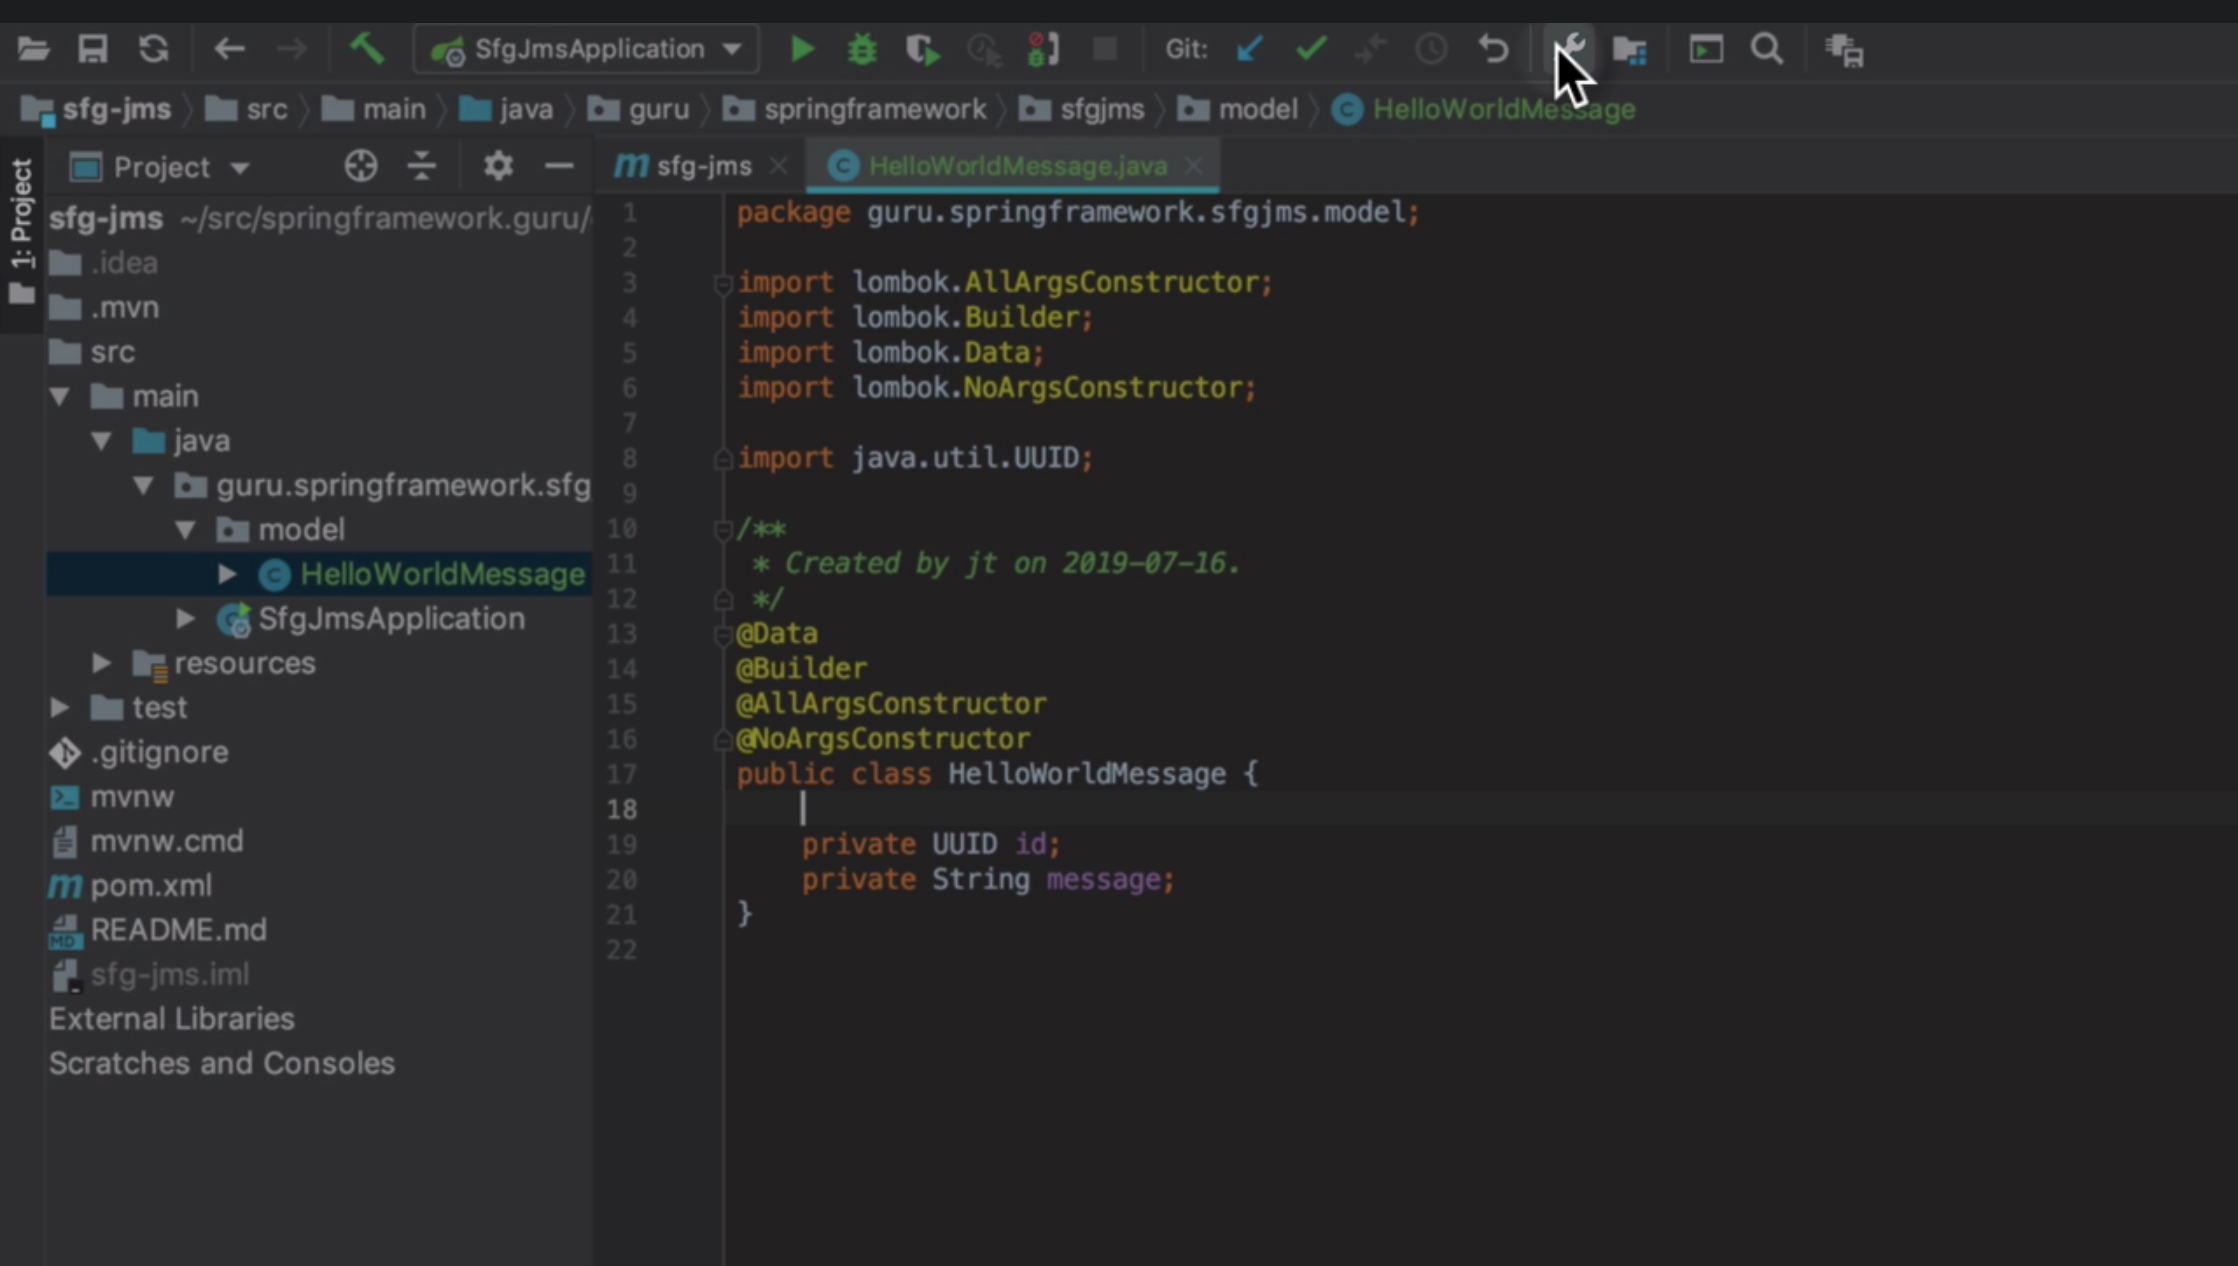 SfgJmsApplication Git:
sfg-jms src main java guru springframework sfgjms model HelloWorldMessage
1: Project
Project
sfg-jms HelloWorldMessage.java
sfg-jms ~/src/springframework.guru/
.idea
.mvn
src
main
java
guru.springframework.sfg
model
HelloWorldMessage
SfgJmsApplication
resources
test
.gitignore
mvnw
mvnw.cmd
pom.xml
README.md
sfg-jms.iml
External Libraries
Scratches and Consoles
1 package guru.springframework.sfgjms.model;
2
3 import lombok.AllArgsConstructor;
4 import lombok.Builder;
5 import lombok.Data;
6 import lombok.NoArgsConstructor;
7
8 import java.util.UUID;
9
10 /**
11 * Created by jt on 2019-07-16.
12 */
13 @Data
14 @Builder
15 @AllArgsConstructor
16 @NoArgsConstructor
17 public class HelloWorldMessage {
18
19 private UUID id;
20 private String message;
21 }
22